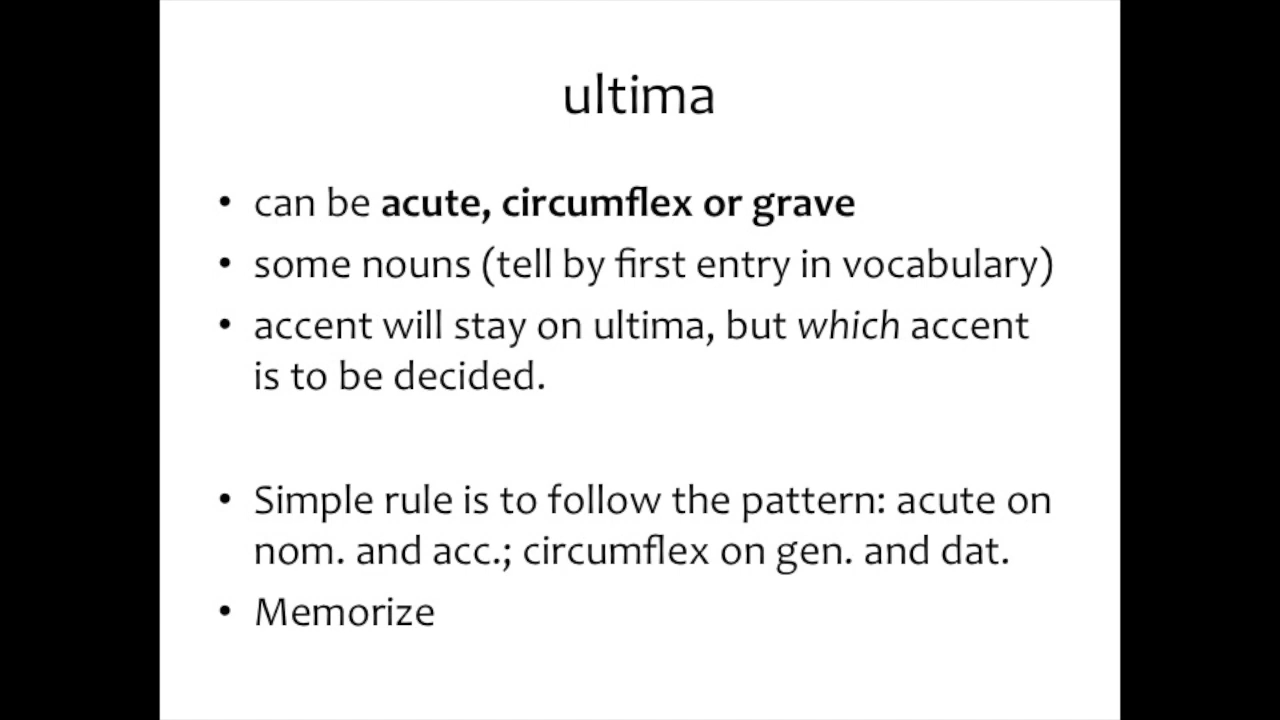 ultima
• can be acute, circumflex or grave
• some nouns (tell by first entry in vocabulary)
• accent will stay on ultima, but which accent
is to be decided.
• Simple rule is to follow the pattern: acute on
nom. and acc.; circumflex on gen. and dat.
• Memorize